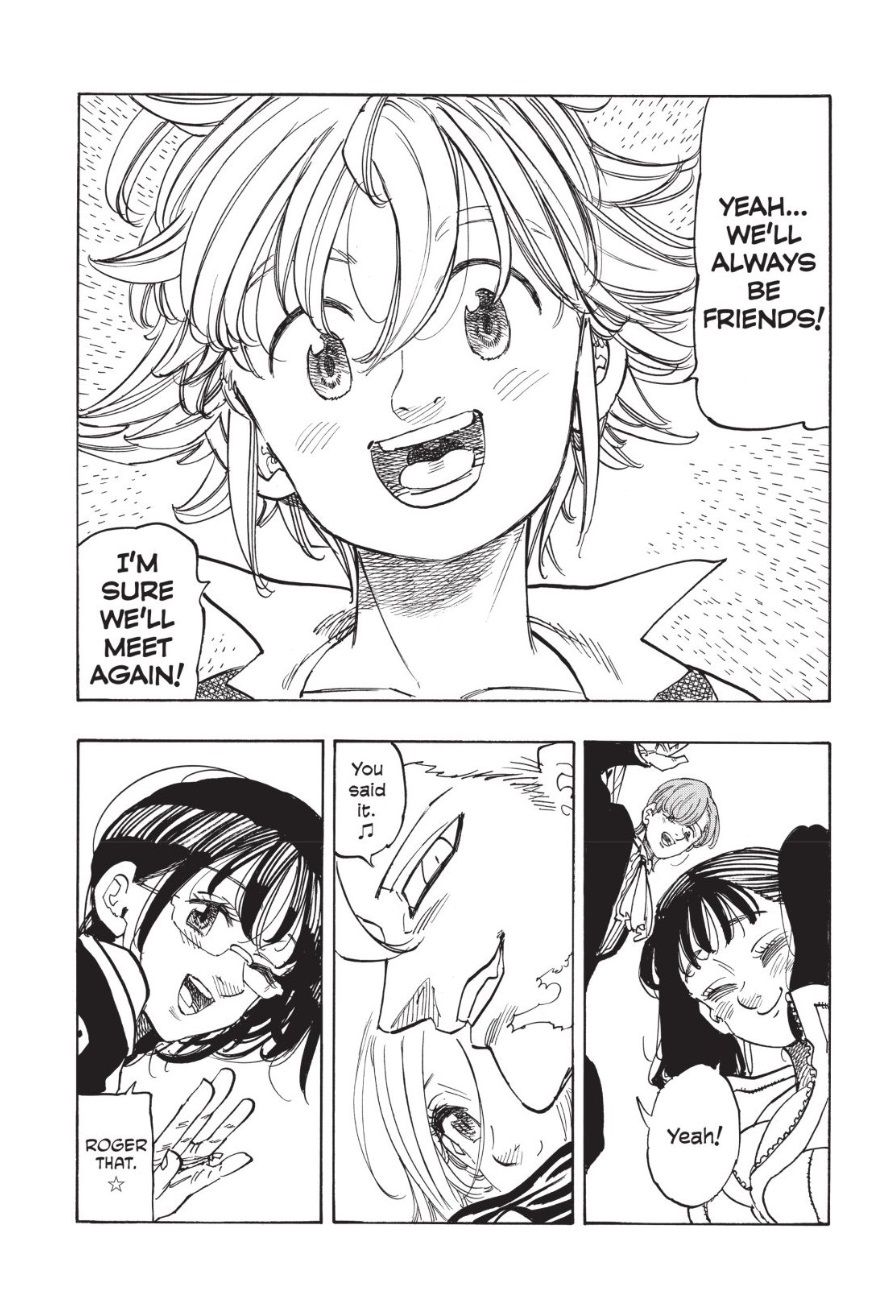 YEAH...
WE'LL
ALWAYS
BE
FRIENDS!
I'M
SURE
WE'LL
MEET
AGAIN!
Yeah!
You
said
it.
♫
ROGER
THAT.
☆